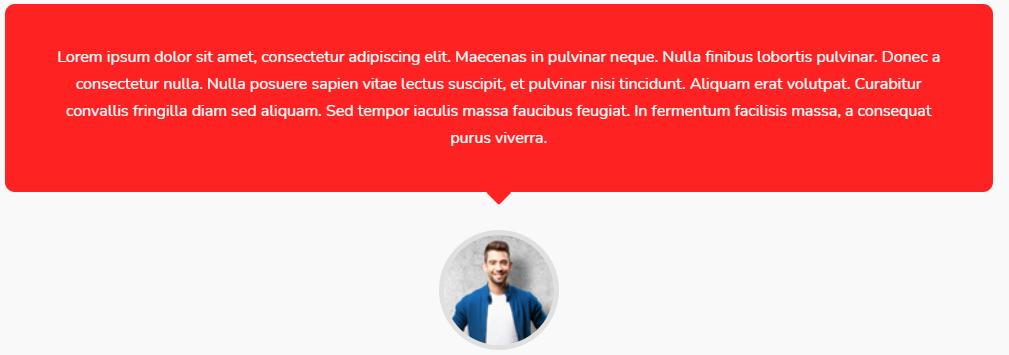 Lorem ipsum dolor sit amet, consectetur adipiscing elit. Maecenas in pulvinar neque. Nulla finibus lobortis pulvinar. Donec a
consectetur nulla. Nulla posuere sapien vitae lectus suscipit, et pulvinar nisi tincidunt. Aliquam erat volutpat. Curabitur
convallis fringilla diam sed aliquam. Sed tempor iaculis massa faucibus feugiat. In fermentum facilisis massa, a consequat
purus viverra.